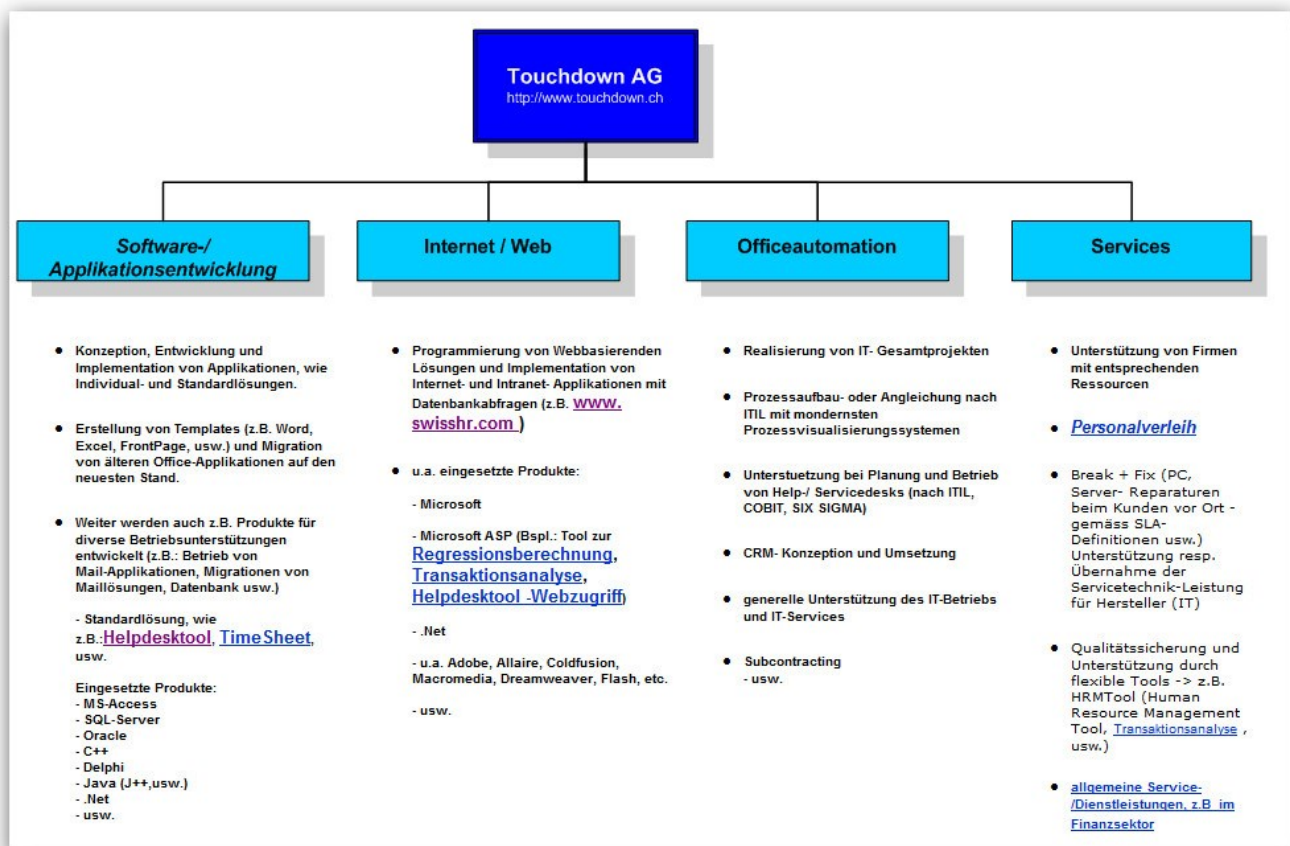 Touchdown AG
http://www.touchdown.ch
Software-/
Applikationsentwicklung
Internet / Web
Officeautomation
Services
● Konzeption, Entwicklung und
Implementation von Applikationen, wie
Individual- und Standardlösungen.
● Erstellung von Templates (z.B. Word,
Excel, FrontPage, usw.) und Migration
von älteren Office-Applikationen auf den
neuesten Stand.
● Weiter werden auch z.B. Produkte für
diverse Betriebsunterstützungen
entwickelt (z.B.: Betrieb von
Mail-Applikationen, Migrationen von
Maillösungen, Datenbank usw.)
- Standardlösung, wie
z.B.:Helpdesktool, TimeSheet,
usw.
Eingesetzte Produkte:
- MS-Access
- SQL-Server
- Oracle
- C++
- Delphi
- Java (J++,usw.)
- .Net
- usw.
● Programmierung von Webbasierenden
Lösungen und Implementation von
Internet- und Intranet- Applikationen mit
Datenbankabfragen (z.B. www.
swisshr.com )
● u.a. eingesetzte Produkte:
- Microsoft
- Microsoft ASP (Bspl.: Tool zur
Regressionsberechnung,
Transaktionsanalyse,
Helpdesktool -Webzugriff)
- .Net
- u.a. Adobe, Allaire, Coldfusion,
Macromedia, Dreamweaver, Flash, etc.
- usw.
● Realisierung von IT- Gesamtprojekten
● Prozessaufbau- oder Angleichung nach
ITIL mit mondernsten
Prozessvisualisierungssystemen
● Unterstuetzung bei Planung und Betrieb
von Help-/ Servicedesks (nach ITIL,
COBIT, SIX SIGMA)
● CRM- Konzeption und Umsetzung
● generelle Unterstützung des IT-Betriebs
und IT-Services
● Subcontracting
- usw.
● Unterstützung von Firmen
mit entsprechenden
Ressourcen
● Personalverleih
● Break + Fix (PC,
Server- Reparaturen
beim Kunden vor Ort -
gemäss SLA-
Definitionen usw.)
Unterstützung resp.
Übernahme der
Servicetechnik-Leistung
für Hersteller (IT)
● Qualitätssicherung und
Unterstützung durch
flexible Tools -> z.B.
HRMTool (Human
Resource Management
Tool, Transaktionsanalyse ,
usw.)
● allgemeine Service-
/Dienstleistungen, z.B im
Finanzsektor